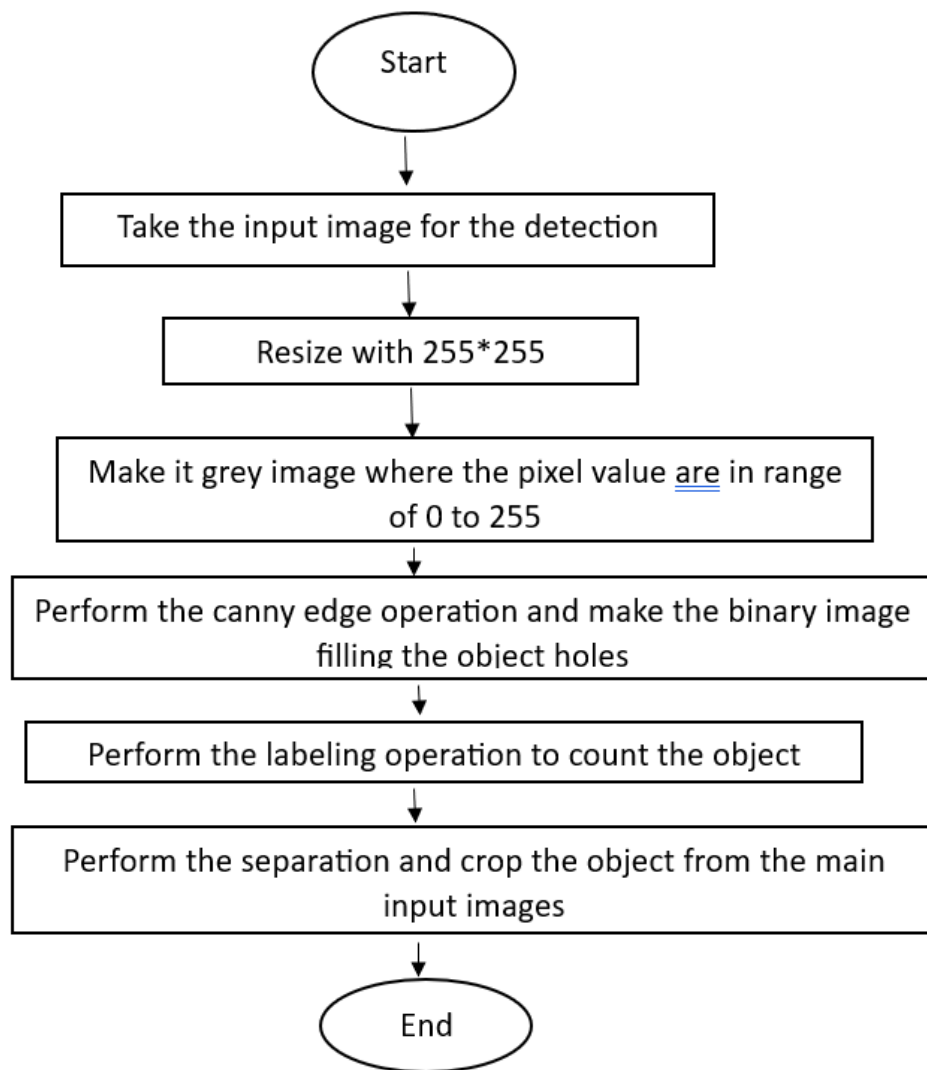 Start
Take the input image for the detection
Resize with 255*255
Make it grey image where the pixel value are in range
of 0 to 255
Perform the canny edge operation and make the binary image
filling the object holes
Perform the labeling operation to count the object
Perform the separation and crop the object from the main
input images
End